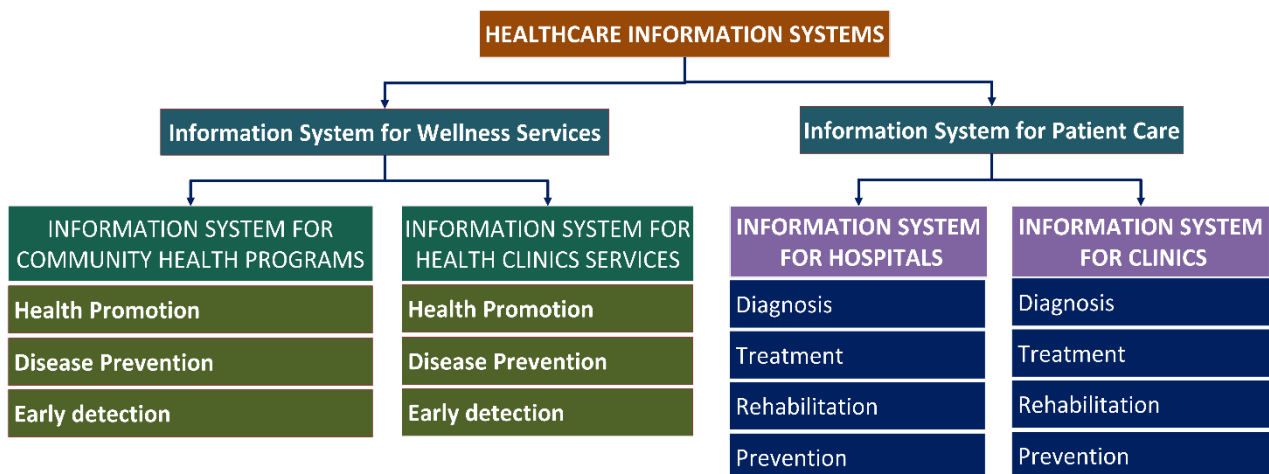 HEALTHCARE INFORMATION SYSTEMS
Information System for Wellness Services
Information System for Patient Care
INFORMATION SYSTEM FOR
COMMUNITY HEALTH PROGRAMS
Health Promotion
Disease Prevention
Early detection
INFORMATION SYSTEM FOR
HEALTH CLINICS SERVICES
Health Promotion
Disease Prevention
Early detection
INFORMATION SYSTEM
FOR HOSPITALS
Diagnosis
Treatment
Rehabilitation
Prevention
INFORMATION SYSTEM
FOR CLINICS
Diagnosis
Treatment
Rehabilitation
Prevention